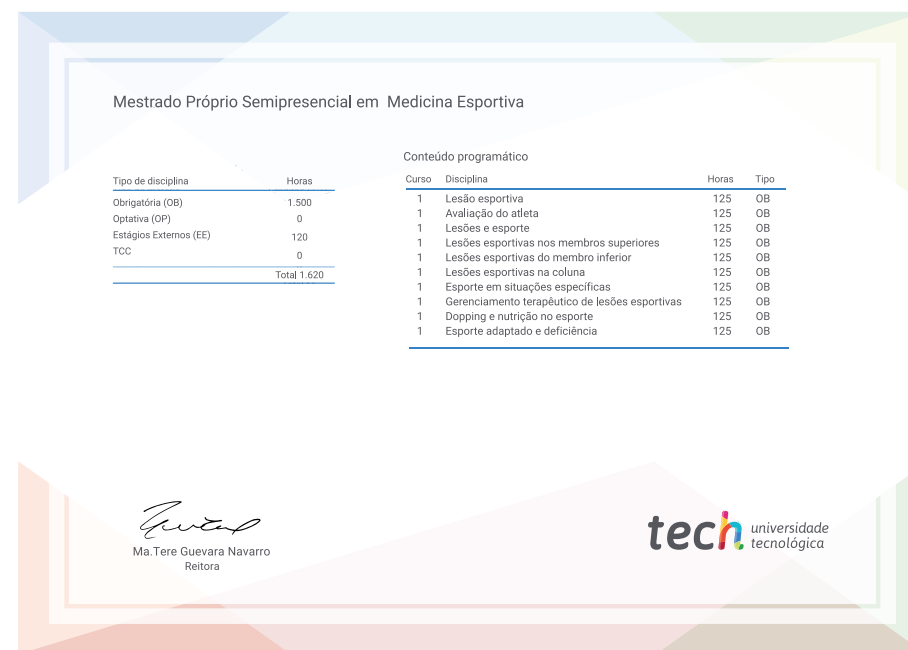 Mestrado Próprio Semipresencial em Medicina Esportiva
Tipo de disciplina Horas
Obrigatória (OB) 1.500
Optativa (OP) 0
Estágios Externos (EE) 120
TCC 0
Total 1.620
Conteúdo programático
Curso Disciplina Horas Tipo
1 Lesão esportiva 125 OB
1 Avaliação do atleta 125 OB
1 Lesões e esporte 125 OB
1 Lesões esportivas nos membros superiores 125 OB
1 Lesões esportivas do membro inferior 125 OB
1 Lesões esportivas na coluna 125 OB
1 Esporte em situações específicas 125 OB
1 Gerenciamento terapêutico de lesões esportivas 125 OB
1 Dopping e nutrição no esporte 125 OB
1 Esporte adaptado e deficiência 125 OB
Ma.Tere Guevara Navarro
Reitora
tech universidade
tecnológica